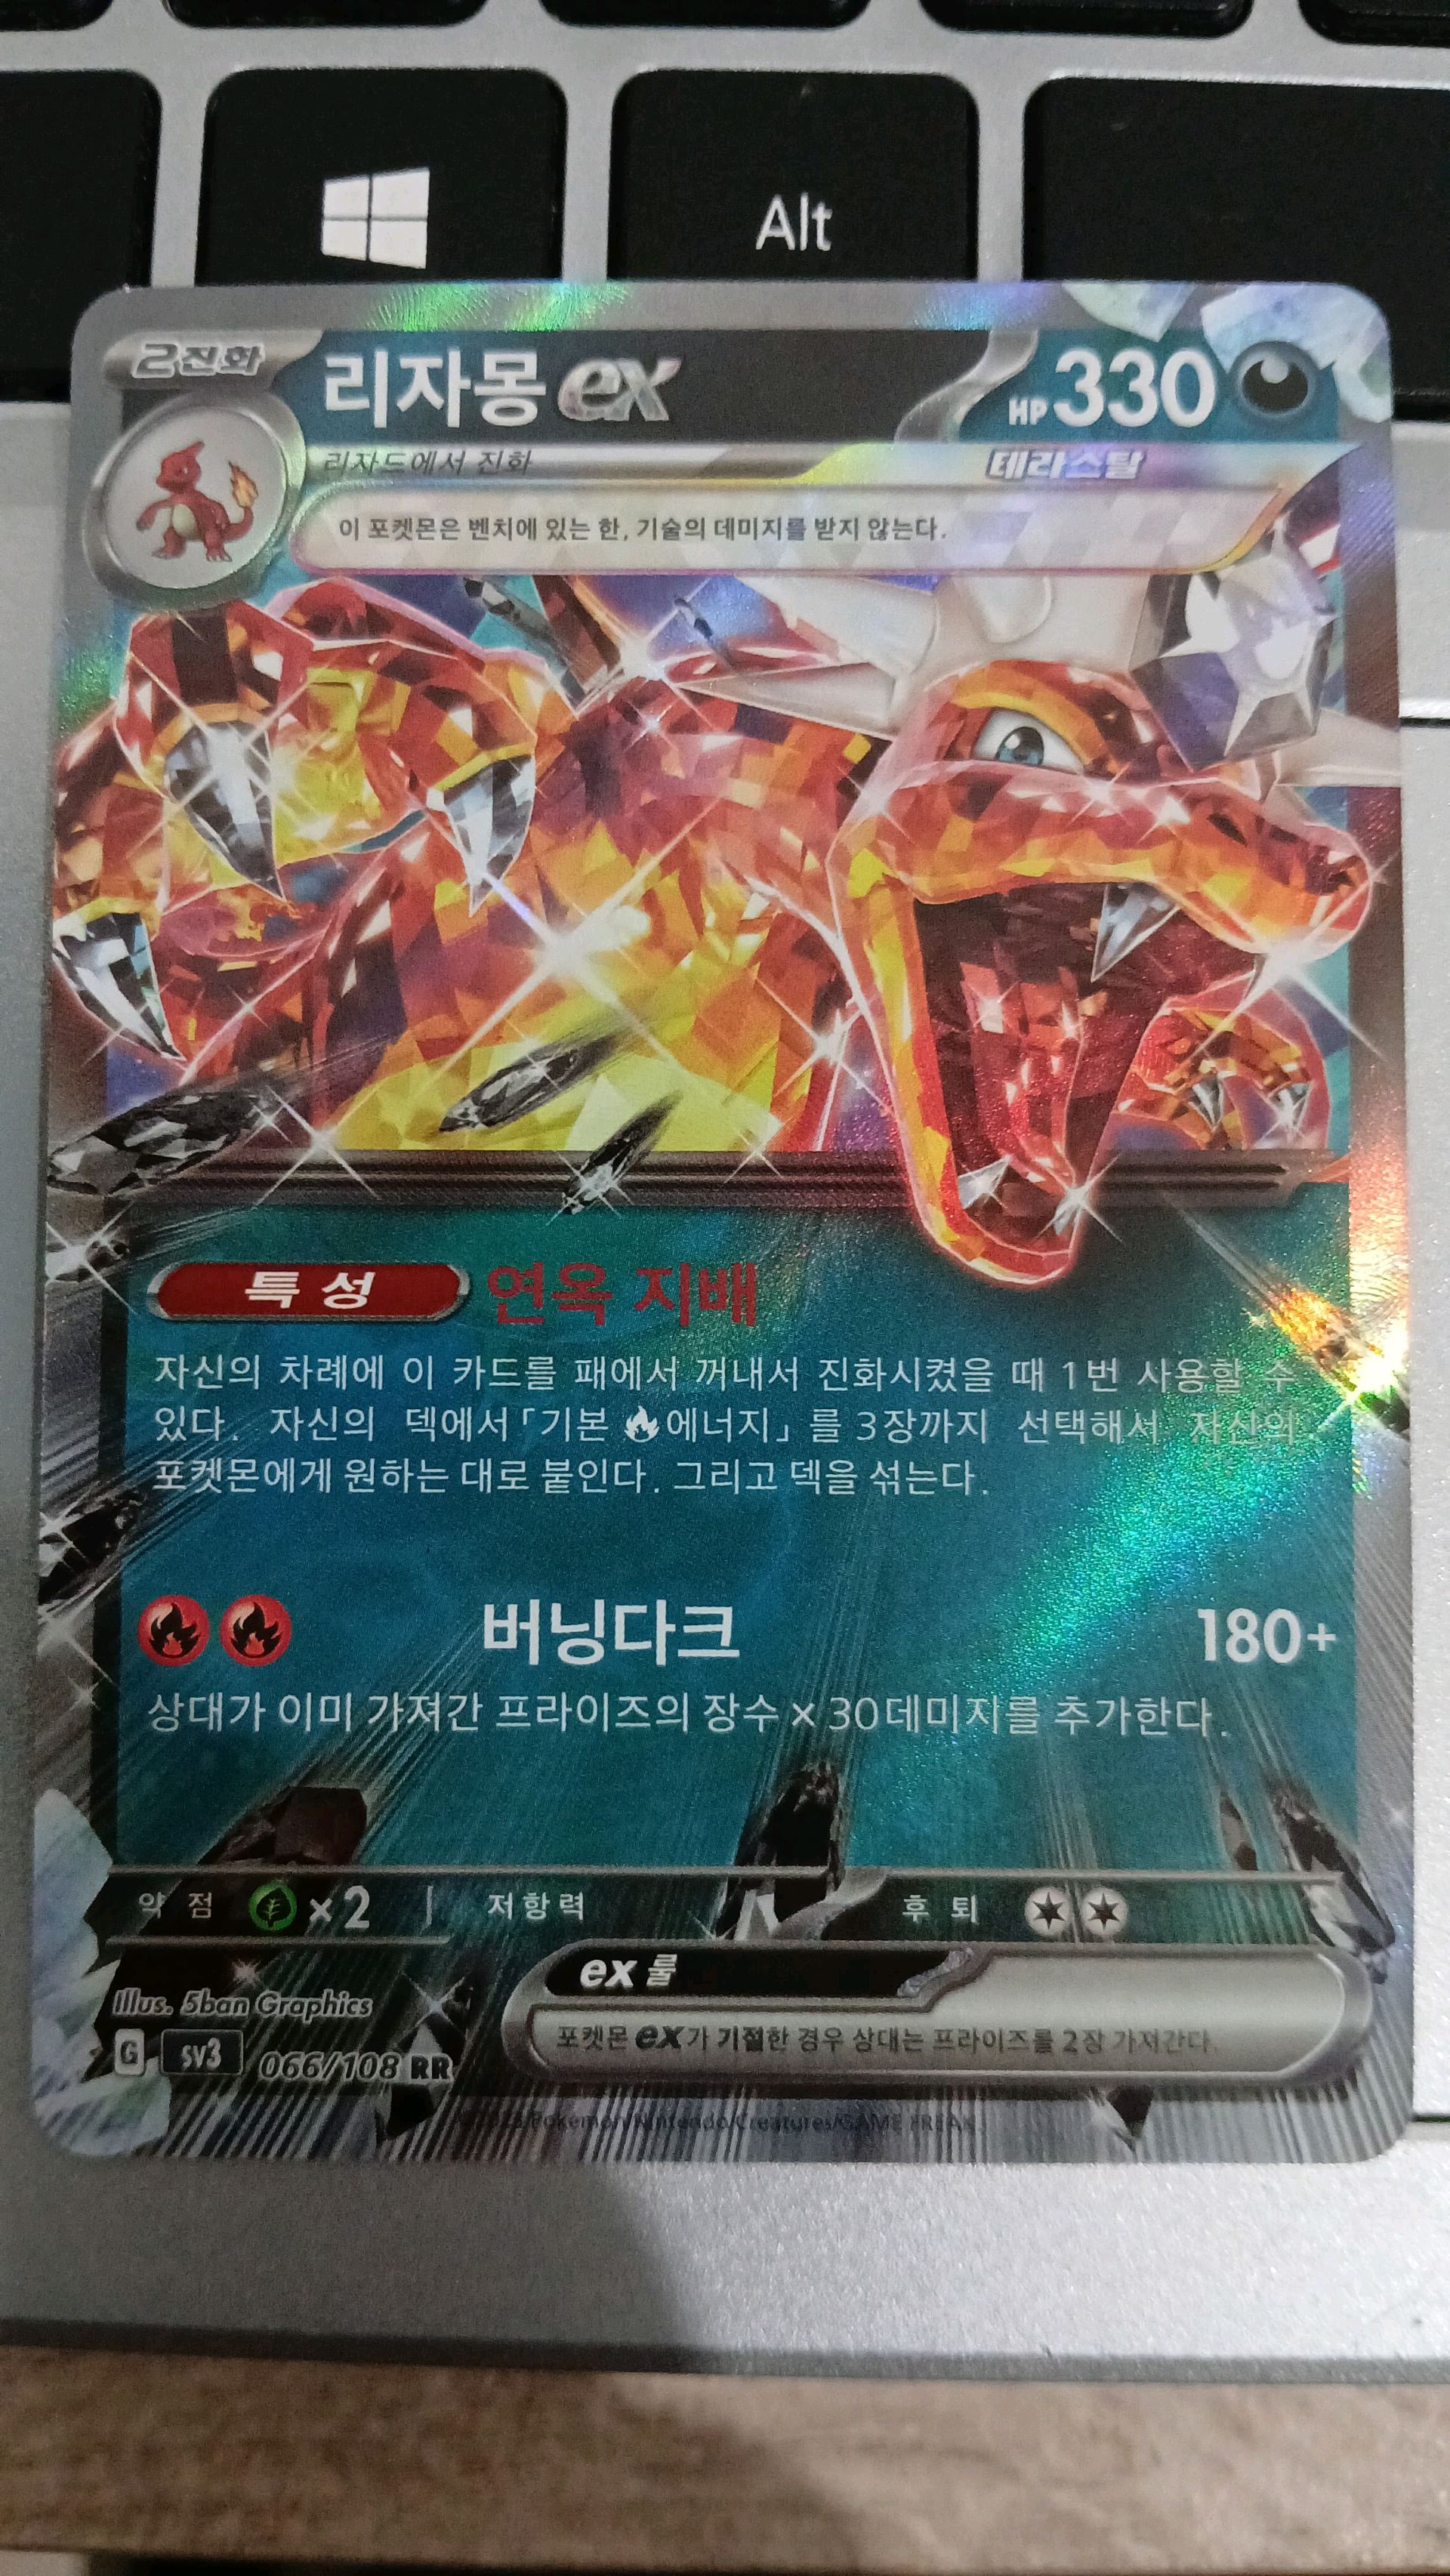 Alt
2진화
리자몽 ex
HP 330
리자드에서 진화
테라스탈
이 포켓몬은 벤치에 있는 한, 기술의 데미지를 받지 않는다.
특성 연옥 지배
자신의 차례에 이 카드를 패에서 꺼내서 진화시켰을 때 1번 사용할 수
있다. 자신의 덱에서 「기본 에너지」 를 3장까지 선택해서 자신의
포켓몬에게 원하는 대로 붙인다. 그리고 덱을 섞는다.
버닝다크 180+
상대가 이미 가져간 프라이즈의 장수 × 30데미지를 추가한다.
약점 ×2 저항력 후퇴
ex 룰
포켓몬 ex가 기절한 경우 상대는 프라이즈를 2장 가져간다.
Illus. 5ban Graphics
G sv3 066/108 RR
Pokémon/Nintendo/Creatures/GAME FREAK